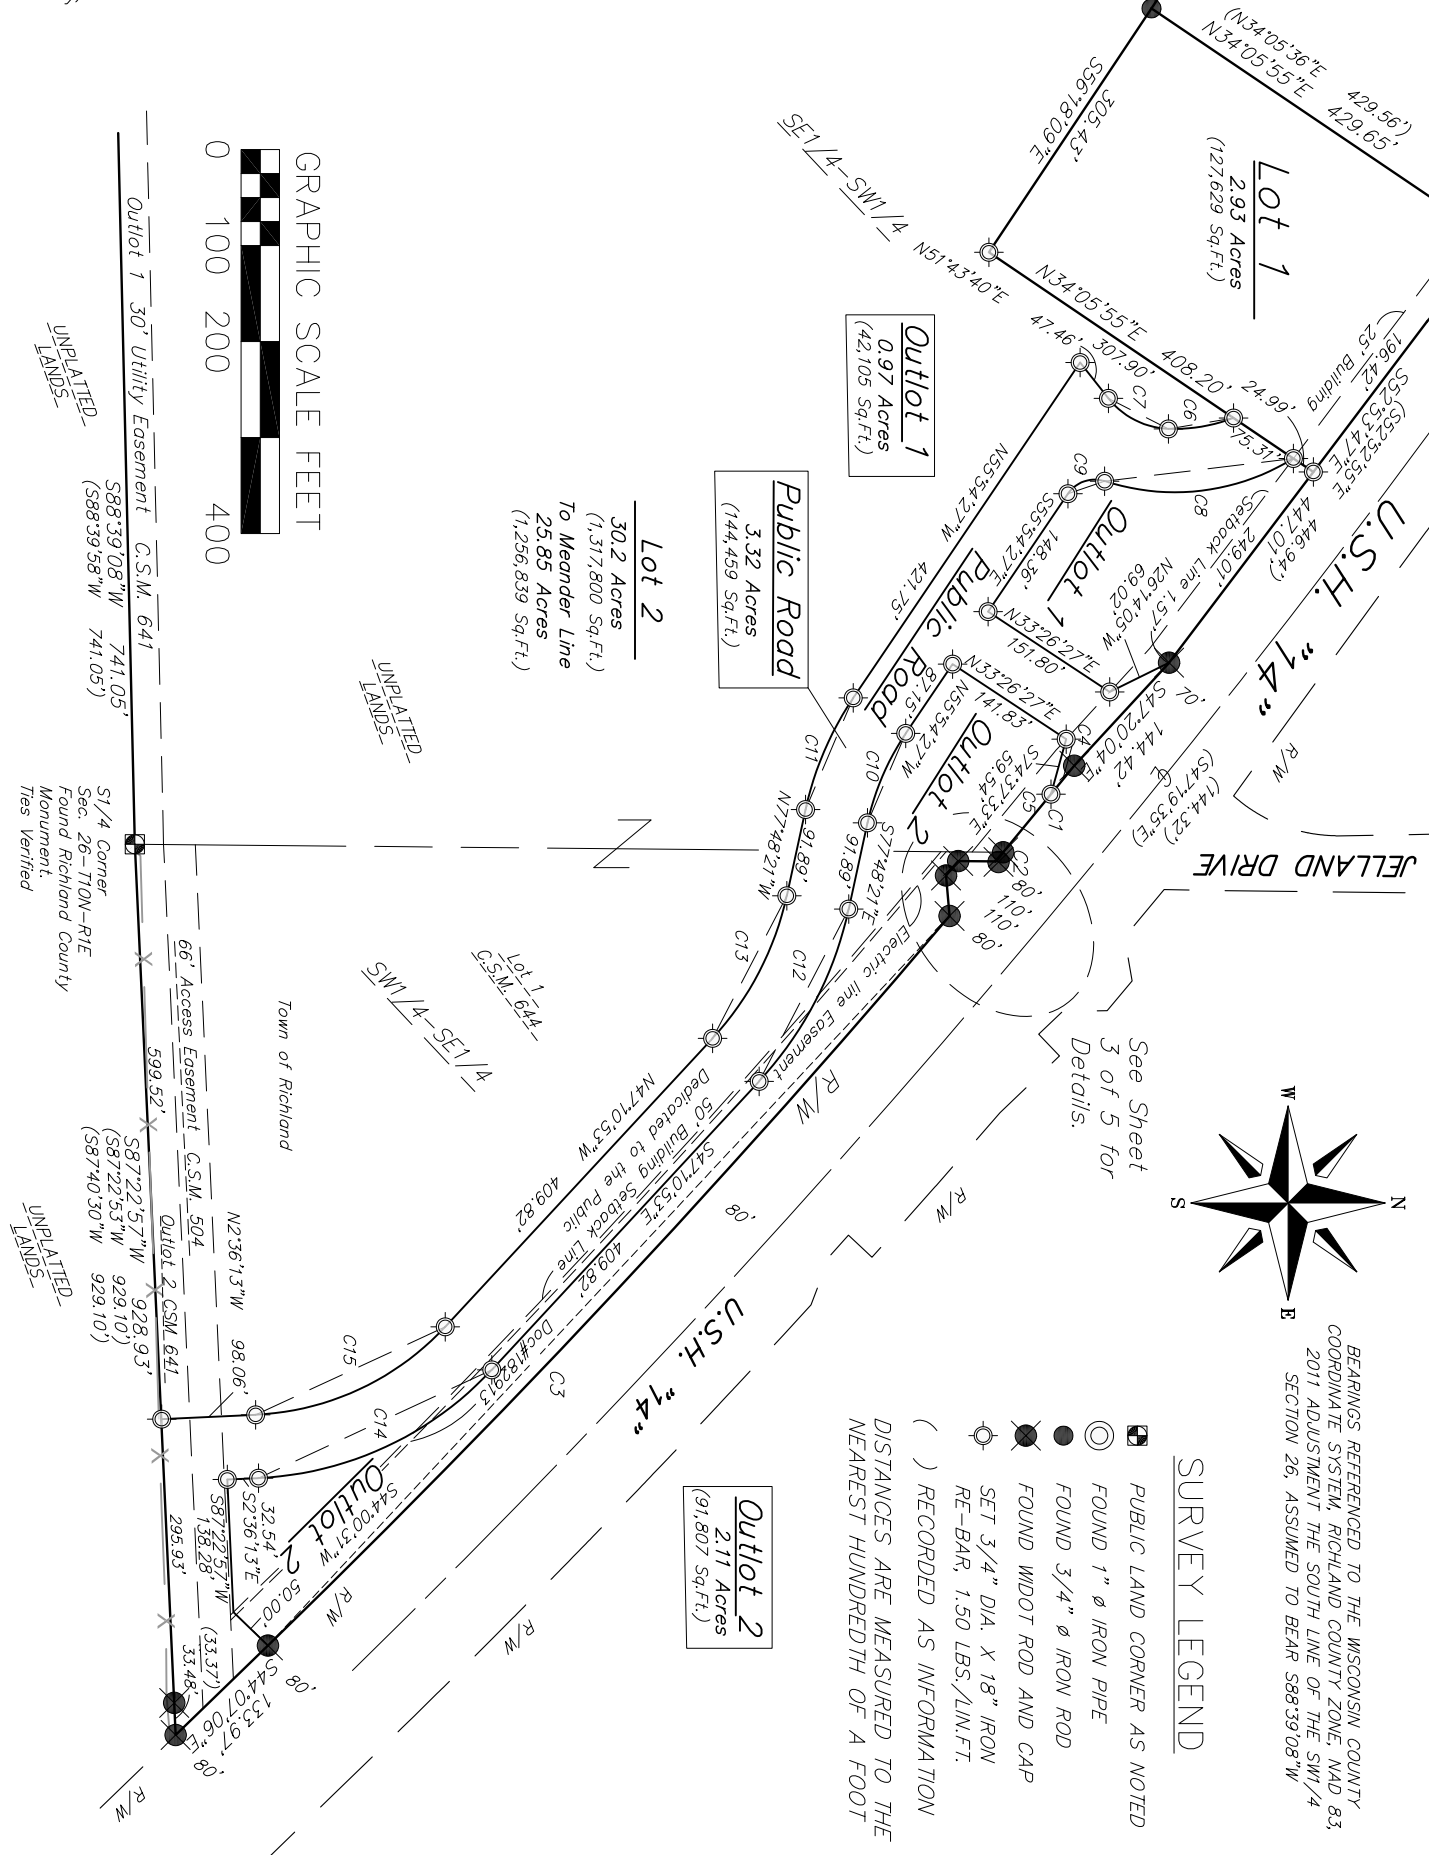 (N34°05'36"E 429.56')
N34°05'55"E 429.65'
S56°18'09"E
305.43'
Lot 1
2.93 Acres
(127,629 Sq.Ft.)
SE1/4-SW1/4
N51°43'40"E
47.46'
N34°05'55"E 408.20'
307.90'
24.99'
75.31'
25' Building
Setback Line
196.42'
S52°53'47"E
(S52°52'55"E
447.01'
446.94')
249.01'
1.57'
N26°14'05"W
69.02'
U.S.H. "14"
R/W
70'
S47°20'04"E
144.42'
(144.32')
(S47°19'35"E)
JELLAND DRIVE
Outlot 1
0.97 Acres
(42,105 Sq.Ft.)
C7
C6
C9
C8
N55°54'27"W 421.75'
S55°54'27"E
148.36'
Outlot 1
N33°26'27"E
151.80'
Public Road
N33°26'27"E
141.83'
87.15'
N55°54'27"W
Outlot 2
C4
S74°37'33"E
59.54'
C5
C1
C2
80'
110'
110'
80'
C11
C10
N77°48'21"W
91.89'
S77°48'21"E
91.89'
C13
C12
Public Road
3.32 Acres
(144,459 Sq.Ft.)
Lot 2
30.2 Acres
(1,317,800 Sq.Ft.)
To Meander Line
25.85 Acres
(1,256,839 Sq.Ft.)
GRAPHIC SCALE FEET
0 100 200 400
Outlot 1 30' Utility Easement C.S.M. 641
UNPLATTED
LANDS
S88°39'08"W 741.05'
(S88°39'58"W 741.05')
UNPLATTED
LANDS
S1/4 Corner
Sec. 26-T10N-R1E
Found Richland County
Monument.
Ties Verified
66' Access Easement C.S.M. 504
599.52'
Town of Richland
SW1/4-SE1/4
Lot 1
C.S.M. 644
Electric line Easement
Doc#182913
R/W
50' Building Setback Line
Dedicated to the Public
S47°10'53"E 409.82'
N47°10'53"W 409.82'
See Sheet
3 of 5 for
Details.
80'
R/W
U.S.H. "14"
C3
C15
C14
N2°36'13"W 98.06'
Outlot 2 CSM 641
S87°22'57"W 928.93'
(S87°22'53"W 929.10')
(S87°40'30"W 929.10')
UNPLATTED
LANDS
Outlot 2
S44°00'31"W
50.00'
32.54'
S2°36'13"E
S87°22'57"W
138.28'
295.93'
(33.37')
33.48'
S44°07'06"E
133.97'
80'
80'
R/W
R/W
R/W
Outlot 2
2.11 Acres
(91,807 Sq.Ft.)
N
W
E
S
BEARINGS REFERENCED TO THE WISCONSIN COUNTY
COORDINATE SYSTEM, RICHLAND COUNTY ZONE, NAD 83,
2011 ADJUSTMENT THE SOUTH LINE OF THE SW1/4
SECTION 26, ASSUMED TO BEAR S88°39'08"W
SURVEY LEGEND
PUBLIC LAND CORNER AS NOTED
FOUND 1" ø IRON PIPE
FOUND 3/4" ø IRON ROD
FOUND WIDOT ROD AND CAP
SET 3/4" DIA. X 18" IRON
RE-BAR, 1.50 LBS./LIN.FT.
( ) RECORDED AS INFORMATION
DISTANCES ARE MEASURED TO THE
NEAREST HUNDREDTH OF A FOOT